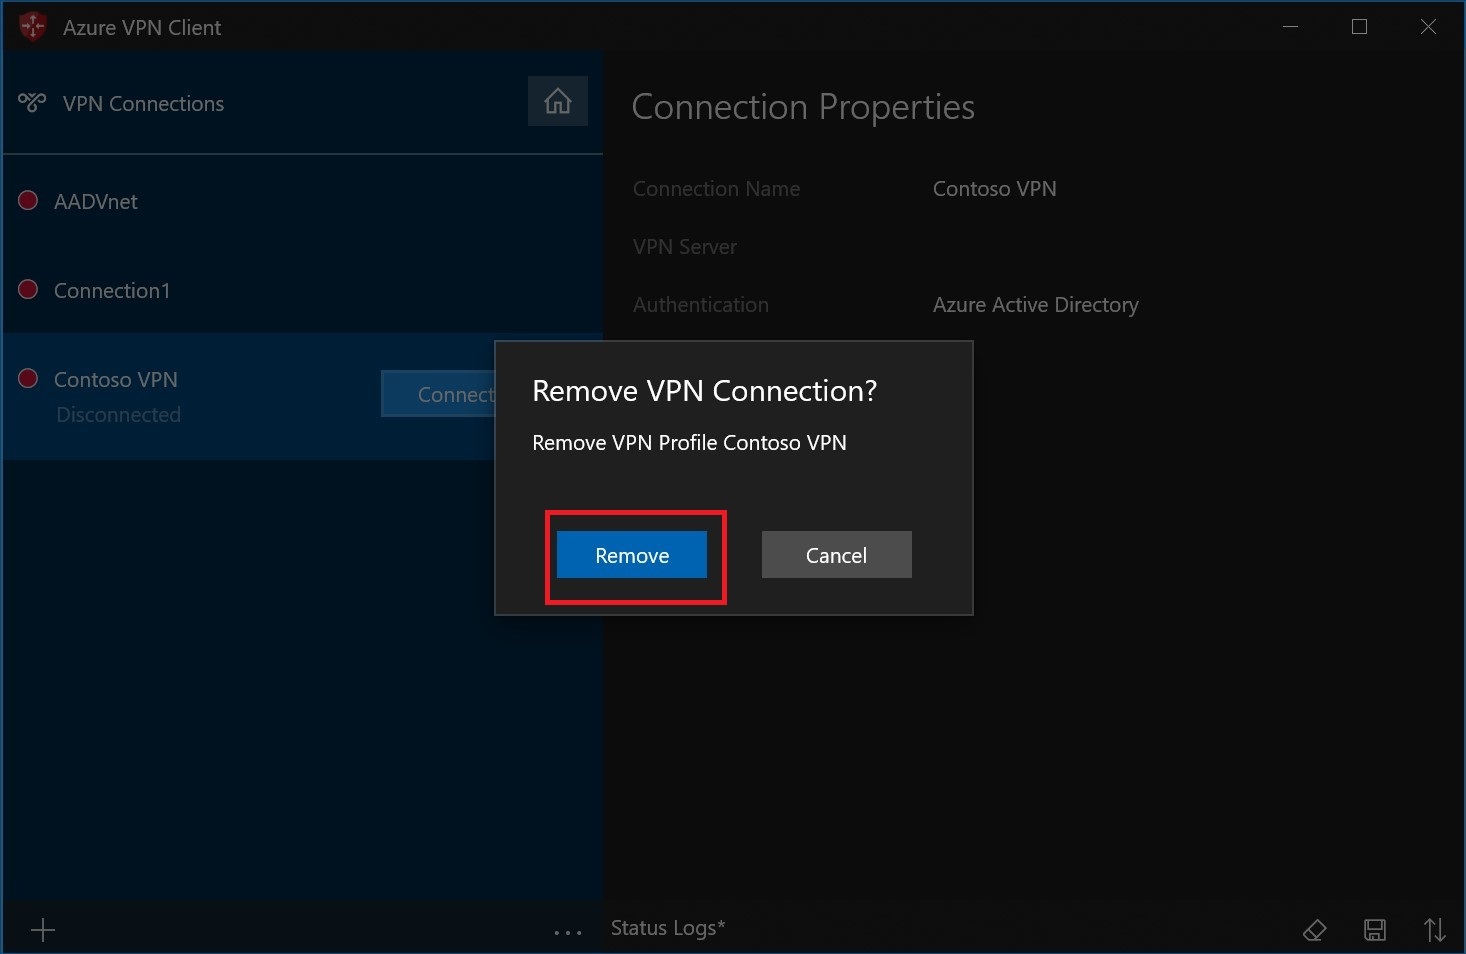 Azure VPN Client
VPN Connections
AADVnet
Connection1
Contoso VPN
Disconnected
Connect
Connection Properties
Connection Name Contoso VPN
VPN Server
Authentication Azure Active Directory
Remove VPN Connection?
Remove VPN Profile Contoso VPN
Remove Cancel
Status Logs*